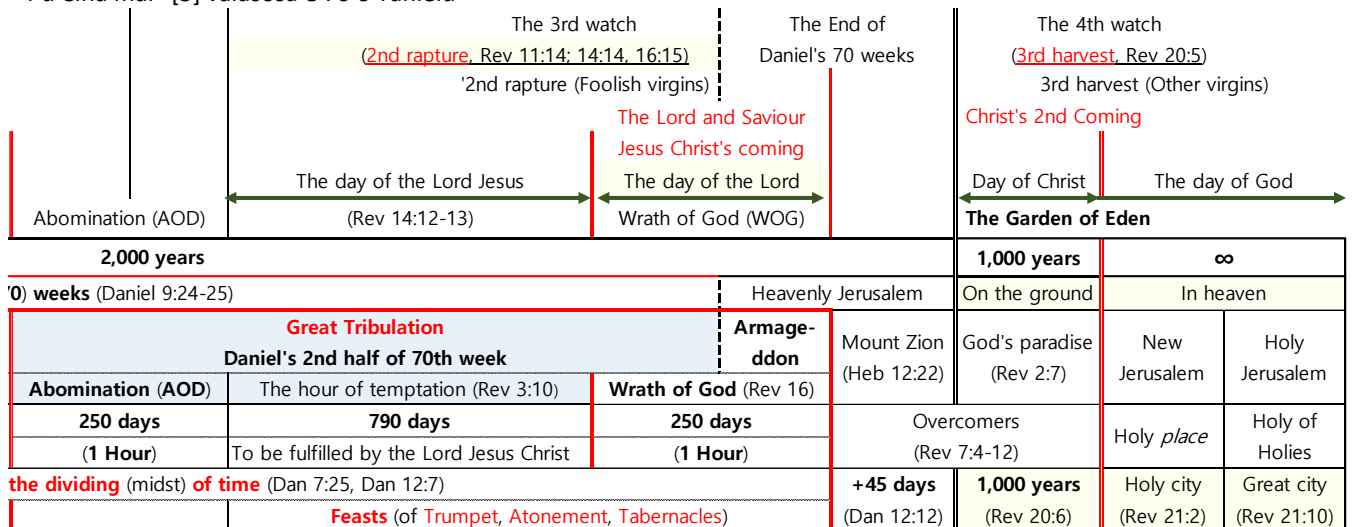 The 3rd watch
The End of
The 4th watch
(2nd rapture, Rev 11:14; 14:14, 16:15)
Daniel's 70 weeks
(3rd harvest, Rev 20:5)
'2nd rapture (Foolish virgins)
3rd harvest (Other virgins)
The Lord and Saviour
Christ's 2nd Coming
Jesus Christ's coming
The day of the Lord Jesus
The day of the Lord
Day of Christ
The day of God
Abomination (AOD)
(Rev 14:12-13)
Wrath of God (WOG)
The Garden of Eden
2,000 years
1,000 years
∞
0) weeks (Daniel 9:24-25)
Heavenly Jerusalem
On the ground
In heaven
Great Tribulation
Daniel's 2nd half of 70th week
Armage-
ddon
Mount Zion
(Heb 12:22)
God's paradise
(Rev 2:7)
New
Jerusalem
Holy
Jerusalem
Abomination (AOD)
The hour of temptation (Rev 3:10)
Wrath of God (Rev 16)
250 days
790 days
250 days
Overcomers
(Rev 7:4-12)
Holy place
Holy of
Holies
(1 Hour)
To be fulfilled by the Lord Jesus Christ
(1 Hour)
the dividing (midst) of time (Dan 7:25, Dan 12:7)
+45 days
(Dan 12:12)
1,000 years
(Rev 20:6)
Holy city
(Rev 21:2)
Great city
(Rev 21:10)
Feasts (of Trumpet, Atonement, Tabernacles)